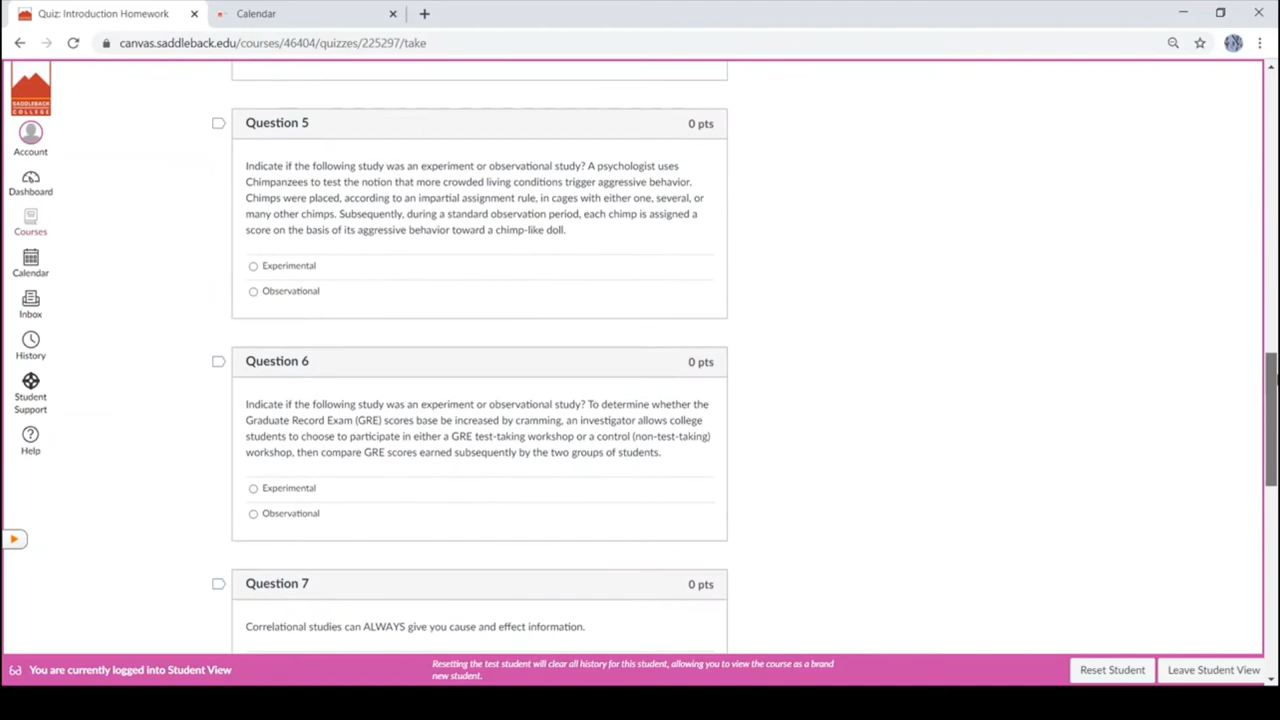 Quiz: Introduction Homework
Calendar
canvas.saddleback.edu/courses/46404/quizzes/225297/take
SADDLEBACK
COLLEGE
Account
Dashboard
Courses
Calendar
Inbox
History
Student
Support
Help
Question 5
0 pts
Indicate if the following study was an experiment or observational study? A psychologist uses
Chimpanzees to test the notion that more crowded living conditions trigger aggressive behavior.
Chimps were placed, according to an impartial assignment rule, in cages with either one, several, or
many other chimps. Subsequently, during a standard observation period, each chimp is assigned a
score on the basis of its aggressive behavior toward a chimp-like doll.
Experimental
Observational
Question 6
0 pts
Indicate if the following study was an experiment or observational study? To determine whether the
Graduate Record Exam (GRE) scores base be increased by cramming, an investigator allows college
students to choose to participate in either a GRE test-taking workshop or a control (non-test-taking)
workshop, then compare GRE scores earned subsequently by the two groups of students.
Experimental
Observational
Question 7
0 pts
Correlational studies can ALWAYS give you cause and effect information.
You are currently logged into Student View
Resetting the test student will clear all history for this student, allowing you to view the course as a brand
new student.
Reset Student
Leave Student View